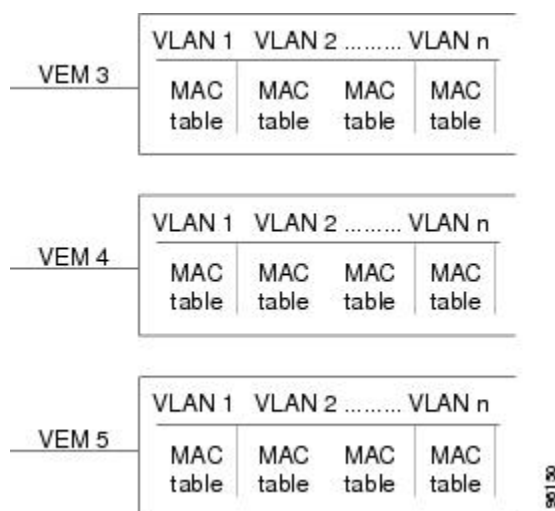 VLAN 1 VLAN 2 ......... VLAN n
VEM 3
MAC MAC MAC MAC
table table table table
VLAN 1 VLAN 2 ......... VLAN n
VEM 4
MAC MAC MAC MAC
table table table table
VLAN 1 VLAN 2 ......... VLAN n
VEM 5
MAC MAC MAC MAC
table table table table